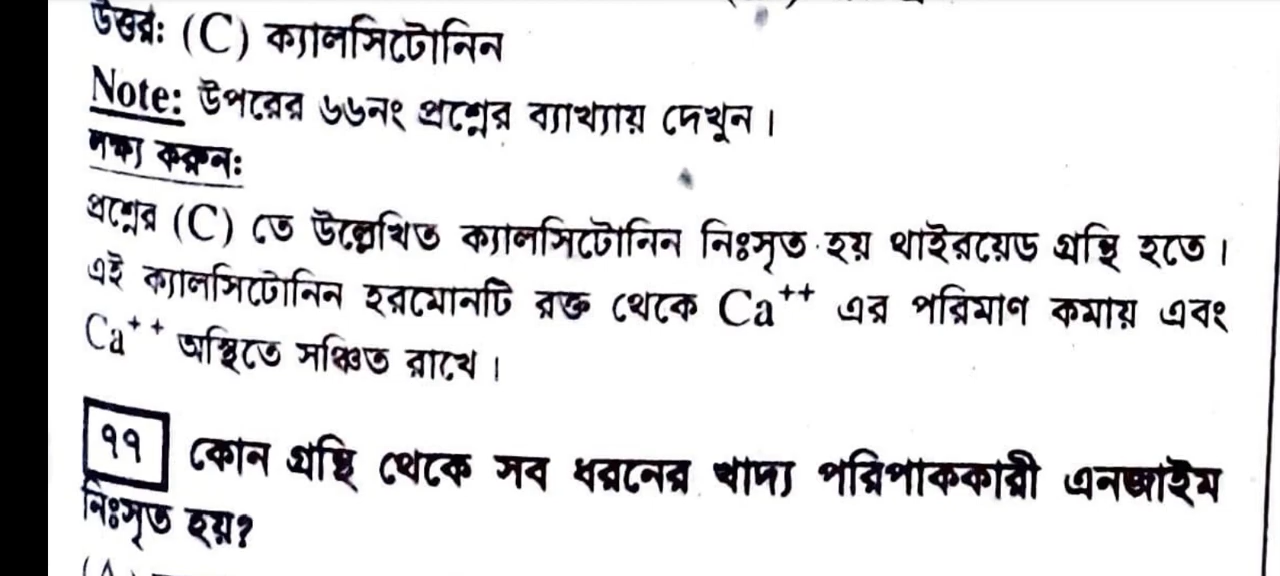 উত্তর: (C) ক্যালসিটোনিন
Note: উপরের ৬৬নং প্রশ্নের ব্যাখ্যায় দেখুন।
লক্ষ্য করুন:
প্রশ্নের (C) তে উল্লেখিত ক্যালসিটোনিন নিঃসৃত হয় থাইরয়েড গ্রন্থি হতে।
এই ক্যালসিটোনিন হরমোনটি রক্ত থেকে Ca⁺⁺ এর পরিমাণ কমায় এবং
Ca⁺⁺ অস্থিতে সঞ্চিত রাখে।
৭৭ কোন গ্রন্থি থেকে সব ধরনের খাদ্য পরিপাককারী এনজাইম
নিঃসৃত হয়?